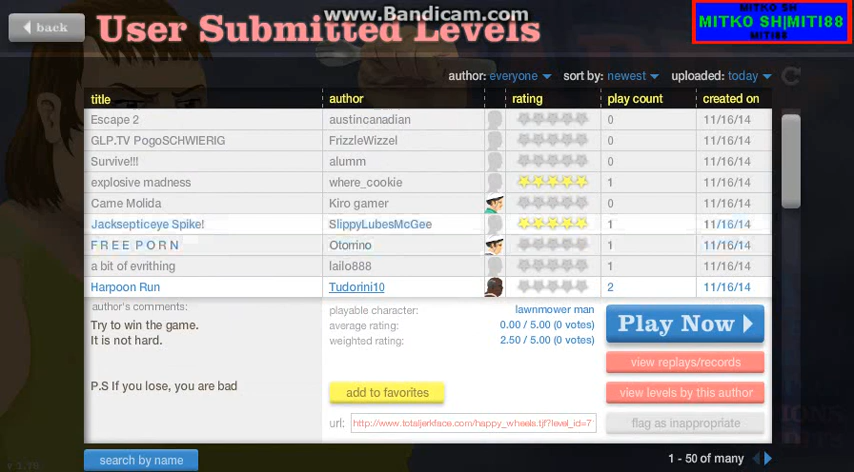 www.Bandicam.com
back
User Submitted Levels
MITKO SH
MITKO SH|MITI88
MITI88
author: everyone sort by: newest uploaded: today
title author rating play count created on
Escape 2 austincanadian 0 11/16/14
GLP.TV PogoSCHWIERIG FrizzleWizzel 0 11/16/14
Survive!!! alumm 0 11/16/14
explosive madness where_cookie 1 11/16/14
Came Molida Kiro gamer 0 11/16/14
Jacksepticeye Spike! SlippyLubesMcGee 1 11/16/14
F R E E P O R N Otorrino 1 11/16/14
a bit of evrithing lailo888 1 11/16/14
Harpoon Run Tudorini10 2 11/16/14
author's comments:
Try to win the game.
It is not hard.
P.S If you lose, you are bad
playable character: lawnmower man
average rating: 0.00 / 5.00 (0 votes)
weighted rating: 2.50 / 5.00 (0 votes)
add to favorites
url: http://www.totaljerkface.com/happy_wheels.tjf?level_id=7
Play Now
view replays/records
view levels by this author
flag as inappropriate
search by name
1 - 50 of many